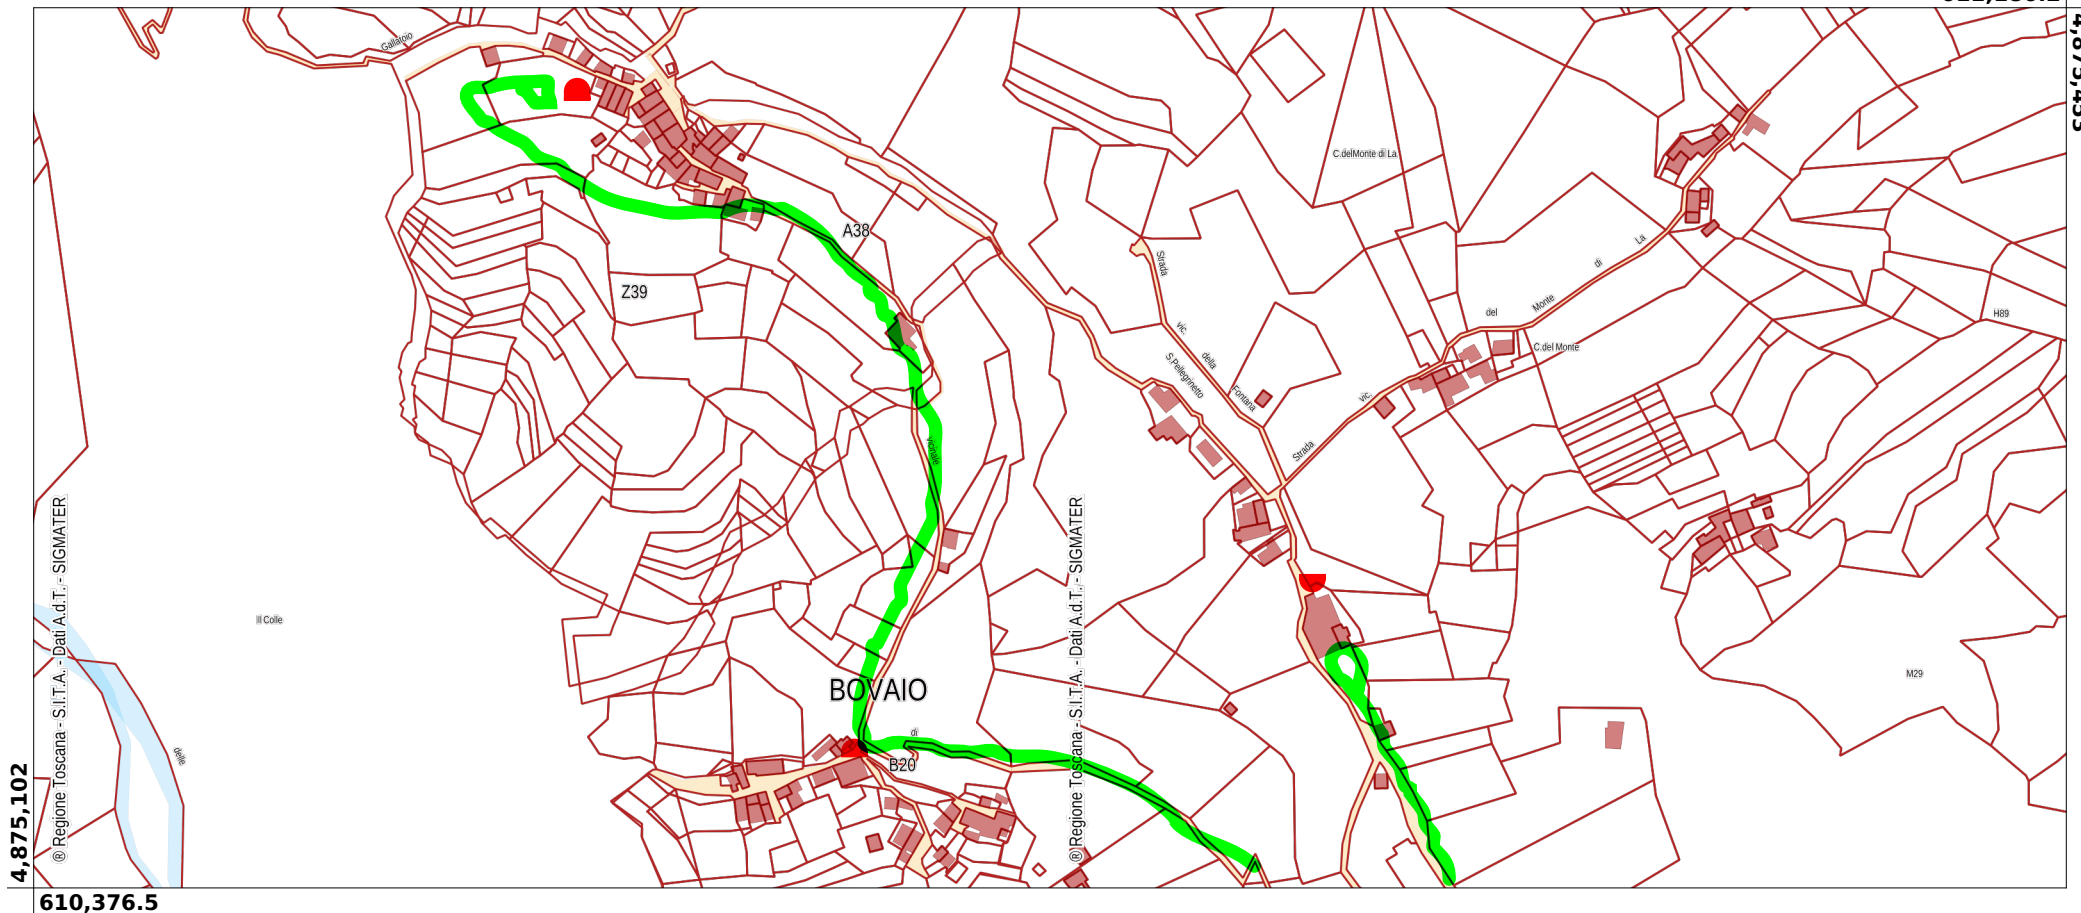 Gallatoio
C.delMonte di La
A38
La
Strada
di
Z39
Monte
del
H89
vic.
C.del Monte
della
S.Pellegrinetto
Fontana
vic.
vicinale
Strada
® Regione Toscana - S.I.T.A. - Dati A.d.T. - SIGMATER
® Regione Toscana - S.I.T.A. - Dati A.d.T. - SIGMATER
Il Colle
M29
BOVAIO
di
delle
B20
4,875,102
610,376.5